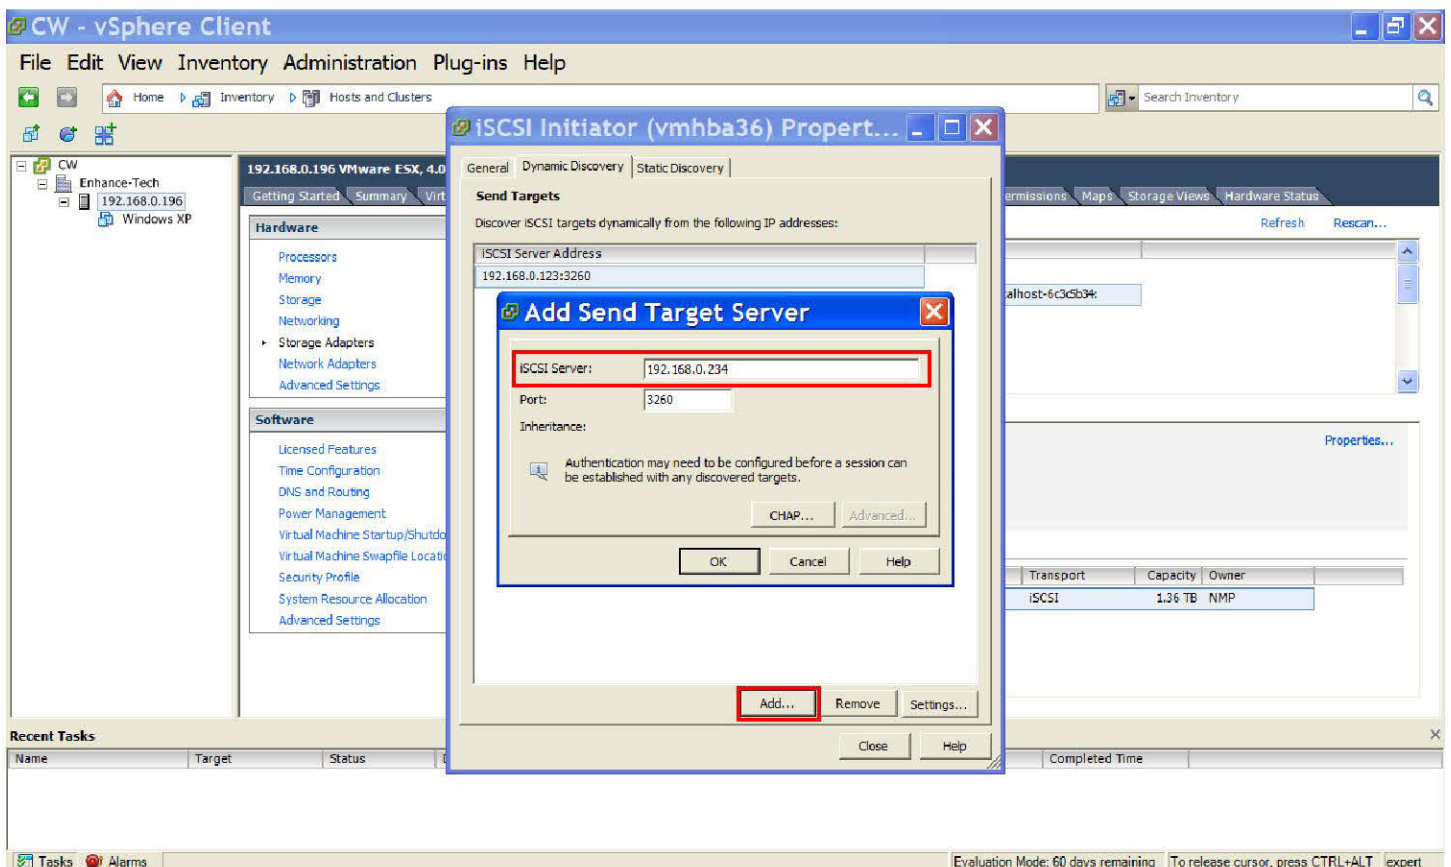 CW - vSphere Client
File Edit View Inventory Administration Plug-ins Help
Home Inventory Hosts and Clusters
Search Inventory
CW
Enhance-Tech
192.168.0.196
Windows XP
192.168.0.196 VMware ESX, 4.0
Getting Started Summary Virt
ermissions Maps Storage Views Hardware Status
Hardware
Processors
Memory
Storage
Networking
Storage Adapters
Network Adapters
Advanced Settings
Software
Licensed Features
Time Configuration
DNS and Routing
Power Management
Virtual Machine Startup/Shutdo
Virtual Machine Swapfile Locatio
Security Profile
System Resource Allocation
Advanced Settings
Refresh Rescan...
alhost-6c3c5b34:
Properties...
Transport Capacity Owner
iSCSI 1.36 TB NMP
iSCSI Initiator (vmhba36) Propert...
General Dynamic Discovery Static Discovery
Send Targets
Discover iSCSI targets dynamically from the following IP addresses:
iSCSI Server Address
192.168.0.123:3260
Add Send Target Server
iSCSI Server: 192.168.0.234
Port: 3260
Inheritance:
Authentication may need to be configured before a session can
be established with any discovered targets.
CHAP... Advanced...
OK Cancel Help
Add... Remove Settings...
Close Help
Recent Tasks
Name Target Status Completed Time
Tasks Alarms
Evaluation Mode: 60 days remaining To release cursor, press CTRL+ALT expert